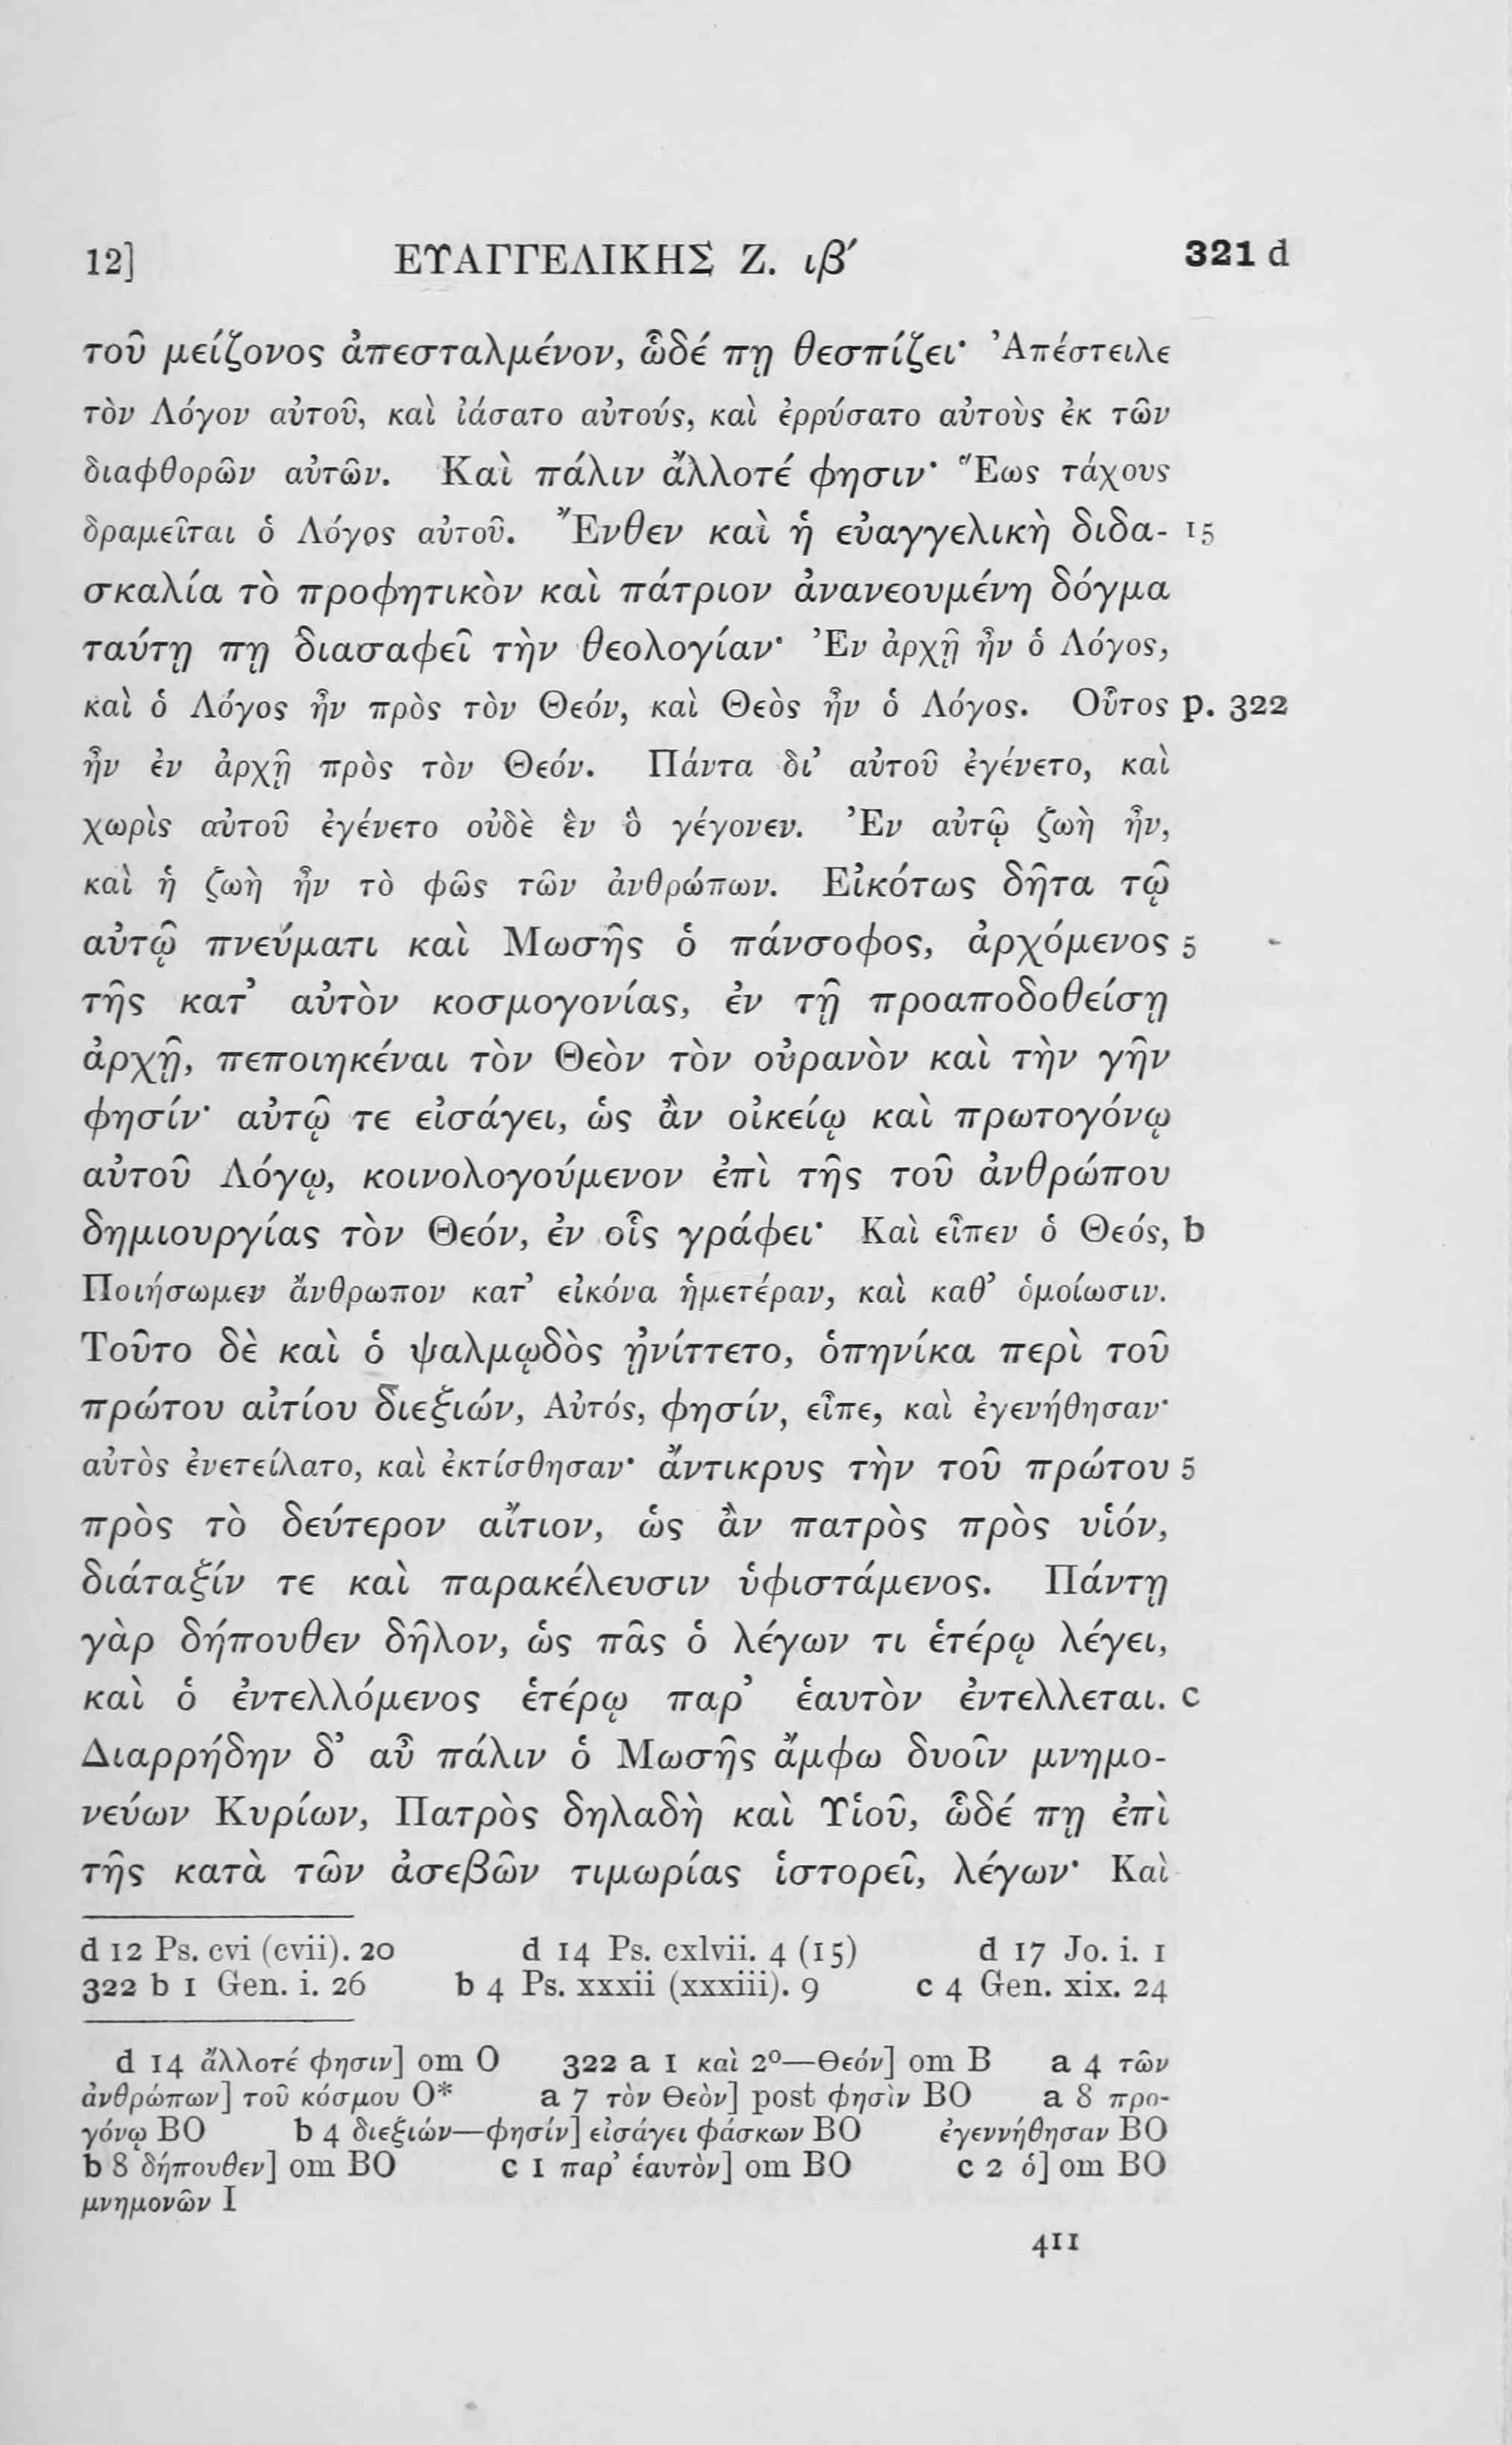 12] ΕΥΑΓΓΕΛΙΚΗΣ Ζ. ιβ´ 321 d
τοῦ μείζονος ἀπεσταλμένον, ὧδέ πῃ θεσπίζει· Ἀπέστειλε
τὸν Λόγον αὐτοῦ, καὶ ἰάσατο αὐτούς, καὶ ἐρρύσατο αὐτοὺς ἐκ τῶν
διαφθορῶν αὐτῶν. Καὶ πάλιν ἄλλοτέ φησιν· Ἕως τάχους
δραμεῖται ὁ Λόγος αὐτοῦ. Ἔνθεν καὶ ἡ εὐαγγελικὴ διδα- 15
σκαλία τὸ προφητικὸν καὶ πάτριον ἀνανεουμένη δόγμα
ταύτῃ πῃ διασαφεῖ τὴν θεολογίαν· Ἐν ἀρχῇ ἦν ὁ Λόγος,
καὶ ὁ Λόγος ἦν πρὸς τὸν Θεόν, καὶ Θεὸς ἦν ὁ Λόγος. Οὗτος p. 322
ἦν ἐν ἀρχῇ πρὸς τὸν Θεόν. Πάντα δι’ αὐτοῦ ἐγένετο, καὶ
χωρὶς αὐτοῦ ἐγένετο οὐδὲ ἓν ὃ γέγονεν. Ἐν αὐτῷ ζωὴ ἦν,
καὶ ἡ ζωὴ ἦν τὸ φῶς τῶν ἀνθρώπων. Εἰκότως δῆτα τῷ
αὐτῷ πνεύματι καὶ Μωσῆς ὁ πάνσοφος, ἀρχόμενος 5
τῆς κατ’ αὐτὸν κοσμογονίας, ἐν τῇ προαποδοθείσῃ
ἀρχῇ, πεποιηκέναι τὸν Θεὸν τὸν οὐρανὸν καὶ τὴν γῆν
φησίν· αὐτῷ τε εἰσάγει, ὡς ἂν οἰκείῳ καὶ πρωτογόνῳ
αὐτοῦ Λόγῳ, κοινολογούμενον ἐπὶ τῆς τοῦ ἀνθρώπου
δημιουργίας τὸν Θεόν, ἐν οἷς γράφει· Καὶ εἶπεν ὁ Θεός, b
Ποιήσωμεν ἄνθρωπον κατ’ εἰκόνα ἡμετέραν, καὶ καθ’ ὁμοίωσιν.
Τοῦτο δὲ καὶ ὁ ψαλμῳδὸς ᾐνίττετο, ὁπηνίκα περὶ τοῦ
πρώτου αἰτίου διεξιών, Αὐτός, φησίν, εἶπε, καὶ ἐγενήθησαν·
αὐτὸς ἐνετείλατο, καὶ ἐκτίσθησαν· ἄντικρυς τὴν τοῦ πρώτου 5
πρὸς τὸ δεύτερον αἴτιον, ὡς ἂν πατρὸς πρὸς υἱόν,
διάταξίν τε καὶ παρακέλευσιν ὑφιστάμενος. Πάντῃ
γὰρ δήπουθεν δῆλον, ὡς πᾶς ὁ λέγων τι ἑτέρῳ λέγει,
καὶ ὁ ἐντελλόμενος ἑτέρῳ παρ’ ἑαυτὸν ἐντέλλεται. c
Διαρρήδην δ’ αὖ πάλιν ὁ Μωσῆς ἄμφω δυοῖν μνημο-
νεύων Κυρίων, Πατρὸς δηλαδὴ καὶ Υἱοῦ, ὧδέ πῃ ἐπὶ
τῆς κατὰ τῶν ἀσεβῶν τιμωρίας ἱστορεῖ, λέγων· Καὶ
d 12 Ps. cvi (cvii). 20 d 14 Ps. cxlvii. 4 (15) d 17 Jo. i. 1
322 b 1 Gen. i. 26 b 4 Ps. xxxii (xxxiii). 9 c 4 Gen. xix. 24
d 14 ἄλλοτέ φησιν] om O 322 a 1 καὶ 2º—Θεόν] om B a 4 τῶν
ἀνθρώπων] τοῦ κόσμου O* a 7 τὸν Θεὸν] post φησὶν BO a 8 προ-
γόνῳ BO b 4 διεξιών—φησίν] εἰσάγει φάσκων BO ἐγεννήθησαν BO
b 8 δήπουθεν] om BO c 1 παρ’ ἑαυτὸν] om BO c 2 ὁ] om BO
μνημονῶν I
411